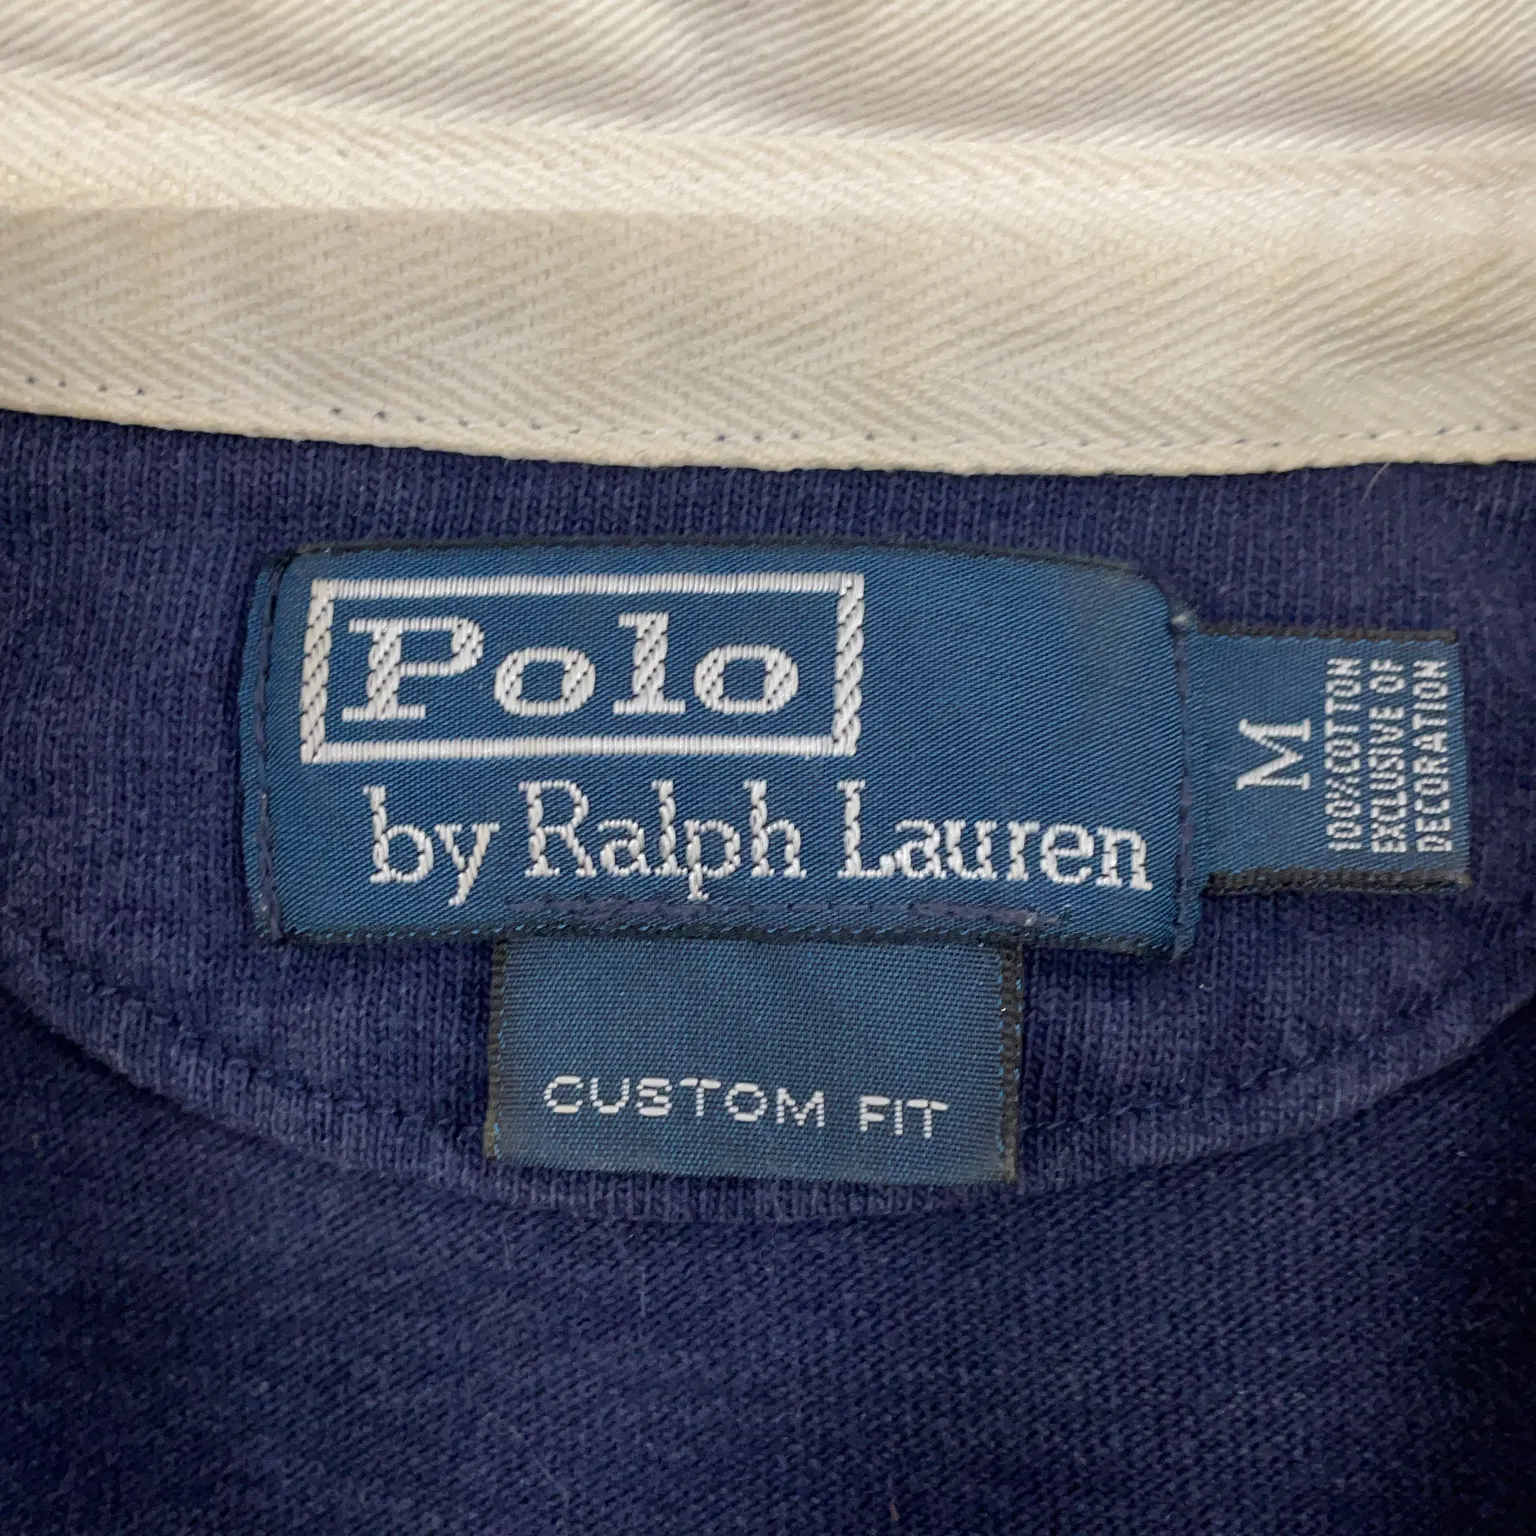 Polo
by Ralph Lauren
M
100%COTTON
EXCLUSIVE OF
DECORATION
CUSTOM FIT